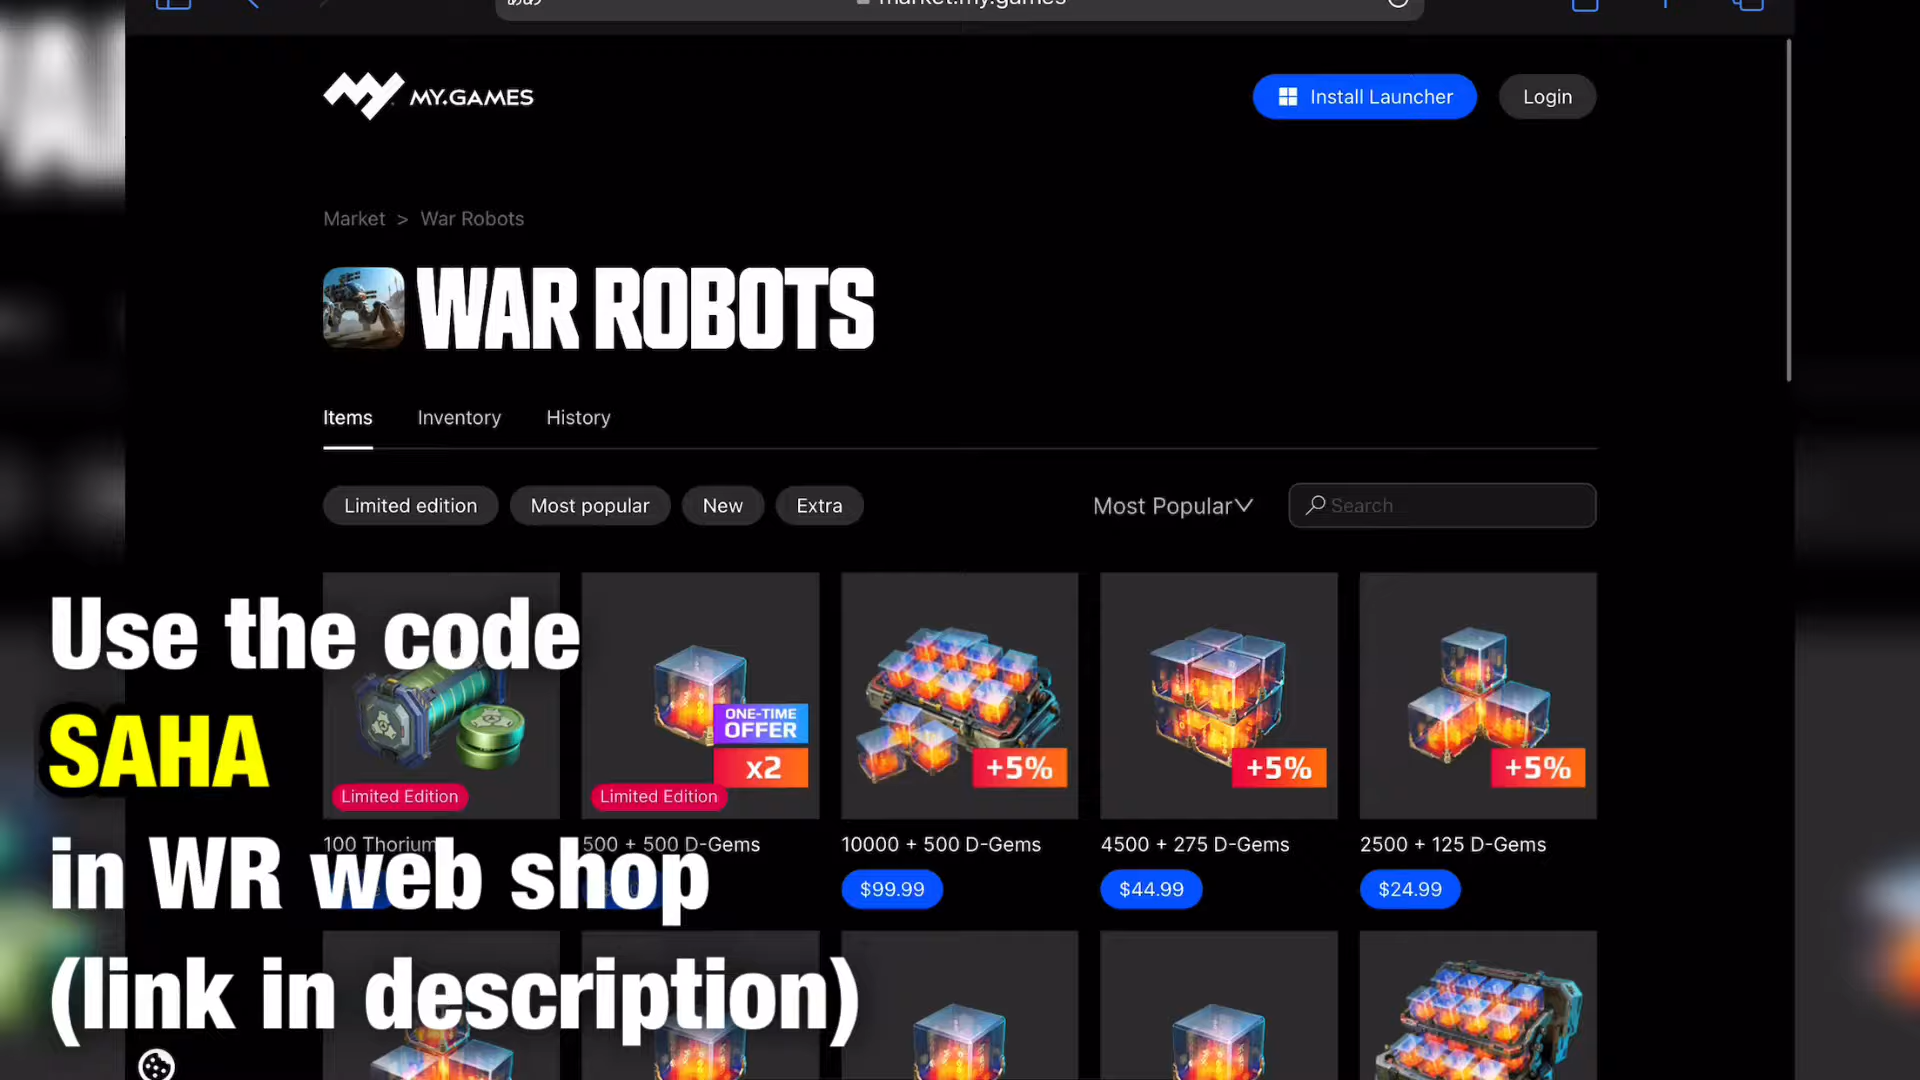 market.my.games
MY.GAMES
Install Launcher
Login
Market > War Robots
WAR ROBOTS
Items
Inventory
History
Limited edition
Most popular
New
Extra
Most Popular
Search
Use the code
SAHA
in WR web shop
(link in description)
Limited Edition
100 Thorium
ONE-TIME
OFFER
x2
Limited Edition
500 + 500 D-Gems
+5%
10000 + 500 D-Gems
$99.99
+5%
4500 + 275 D-Gems
$44.99
+5%
2500 + 125 D-Gems
$24.99